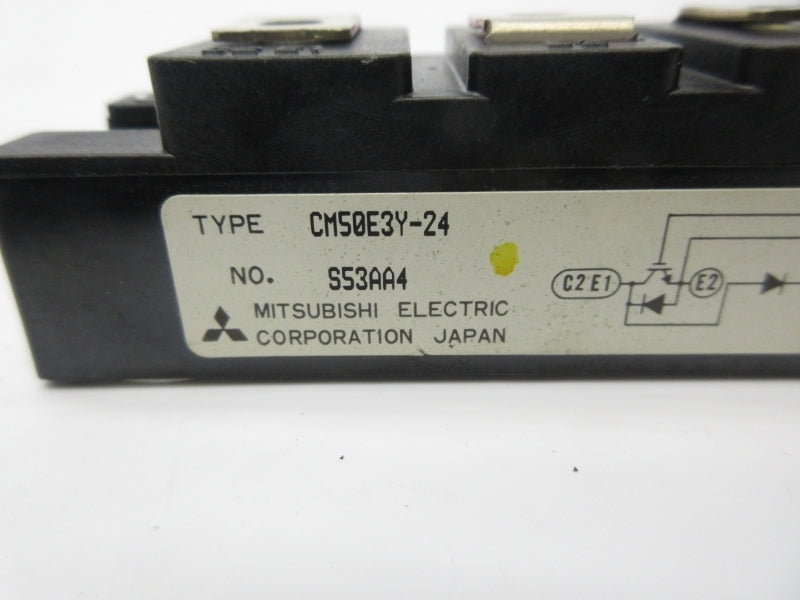 TYPE CM50E3Y-24
NO. S53AA4
C2E1 E2
MITSUBISHI ELECTRIC
CORPORATION JAPAN